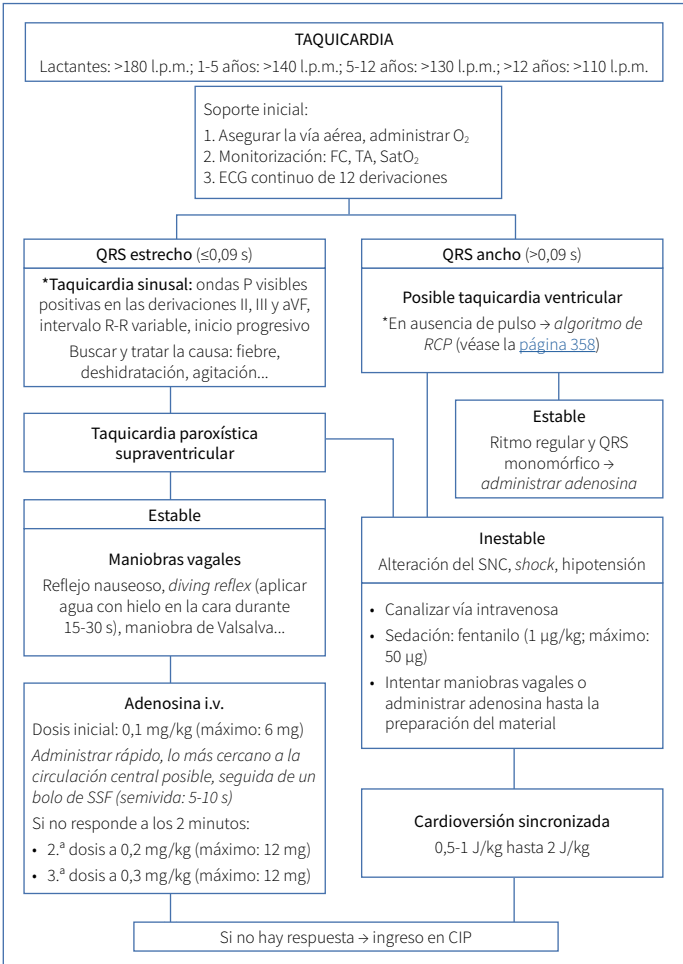 TAQUICARDIA
Lactantes: >180 l.p.m.; 1-5 años: >140 l.p.m.; 5-12 años: >130 l.p.m.; >12 años: >110 l.p.m.
Soporte inicial:
1. Asegurar la vía aérea, administrar O₂
2. Monitorización: FC, TA, SatO₂
3. ECG continuo de 12 derivaciones
QRS estrecho (≤0,09 s)
*Taquicardia sinusal: ondas P visibles
positivas en las derivaciones II, III y aVF,
intervalo R-R variable, inicio progresivo
Buscar y tratar la causa: fiebre,
deshidratación, agitación...
QRS ancho (>0,09 s)
Posible taquicardia ventricular
*En ausencia de pulso → algoritmo de
RCP (véase la página 358)
Estable
Ritmo regular y QRS
monomórfico →
administrar adenosina
Taquicardia paroxística
supraventricular
Estable
Maniobras vagales
Reflejo nauseoso, diving reflex (aplicar
agua con hielo en la cara durante
15-30 s), maniobra de Valsalva...
Inestable
Alteración del SNC, shock, hipotensión
• Canalizar vía intravenosa
• Sedación: fentanilo (1 µg/kg; máximo:
50 µg)
• Intentar maniobras vagales o
administrar adenosina hasta la
preparación del material
Adenosina i.v.
Dosis inicial: 0,1 mg/kg (máximo: 6 mg)
Administrar rápido, lo más cercano a la
circulación central posible, seguida de un
bolo de SSF (semivida: 5-10 s)
Si no responde a los 2 minutos:
• 2.ª dosis a 0,2 mg/kg (máximo: 12 mg)
• 3.ª dosis a 0,3 mg/kg (máximo: 12 mg)
Cardioversión sincronizada
0,5-1 J/kg hasta 2 J/kg
Si no hay respuesta → ingreso en CIP